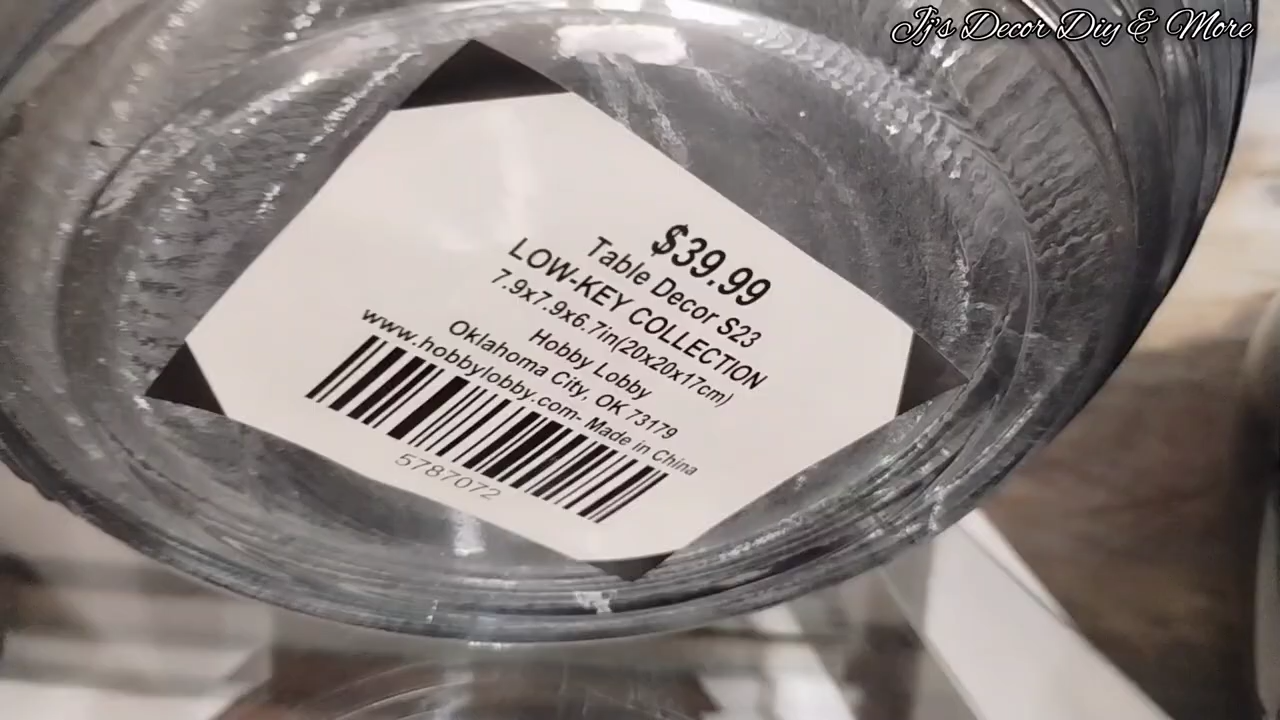 Jj's Decor Diy & More
$39.99
Table Decor S23
LOW-KEY COLLECTION
7.9x7.9x6.7in(20x20x17cm)
Hobby Lobby
Oklahoma City, OK 73179
www.hobbylobby.com- Made in China
5787072